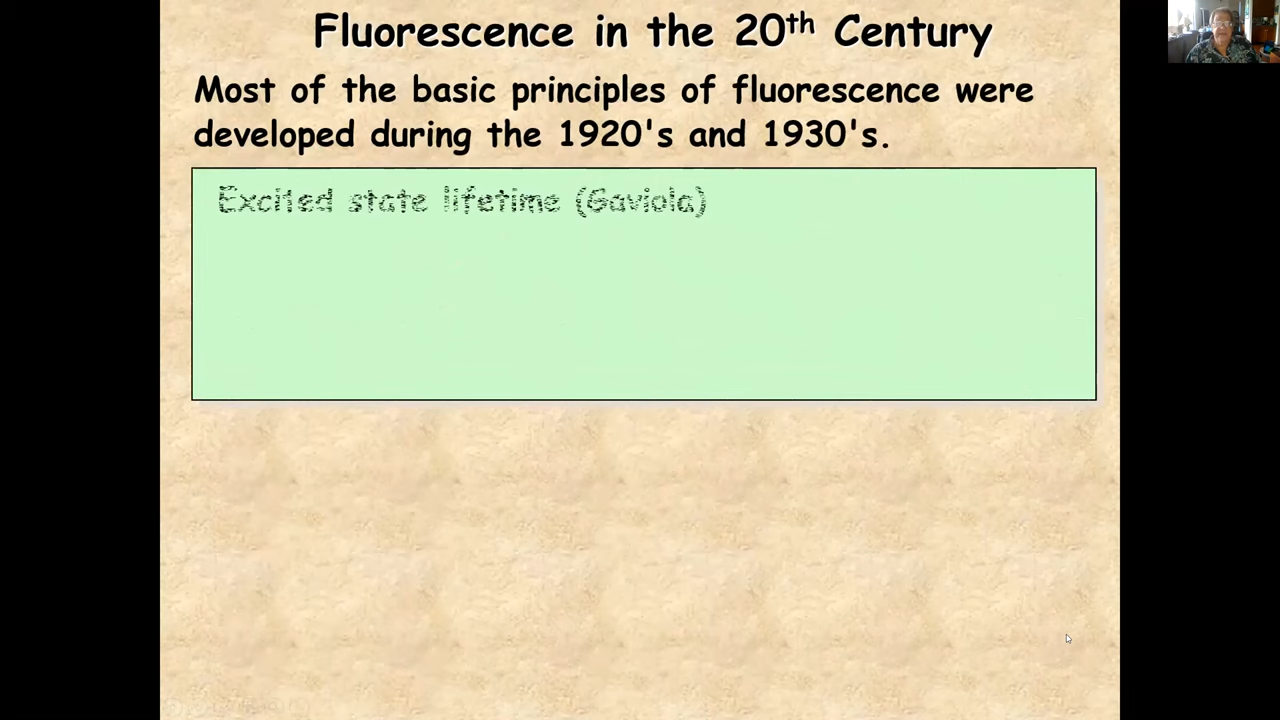 Fluorescence in the 20th Century
Most of the basic principles of fluorescence were
developed during the 1920's and 1930's.
Excited state lifetime (Gaviola)